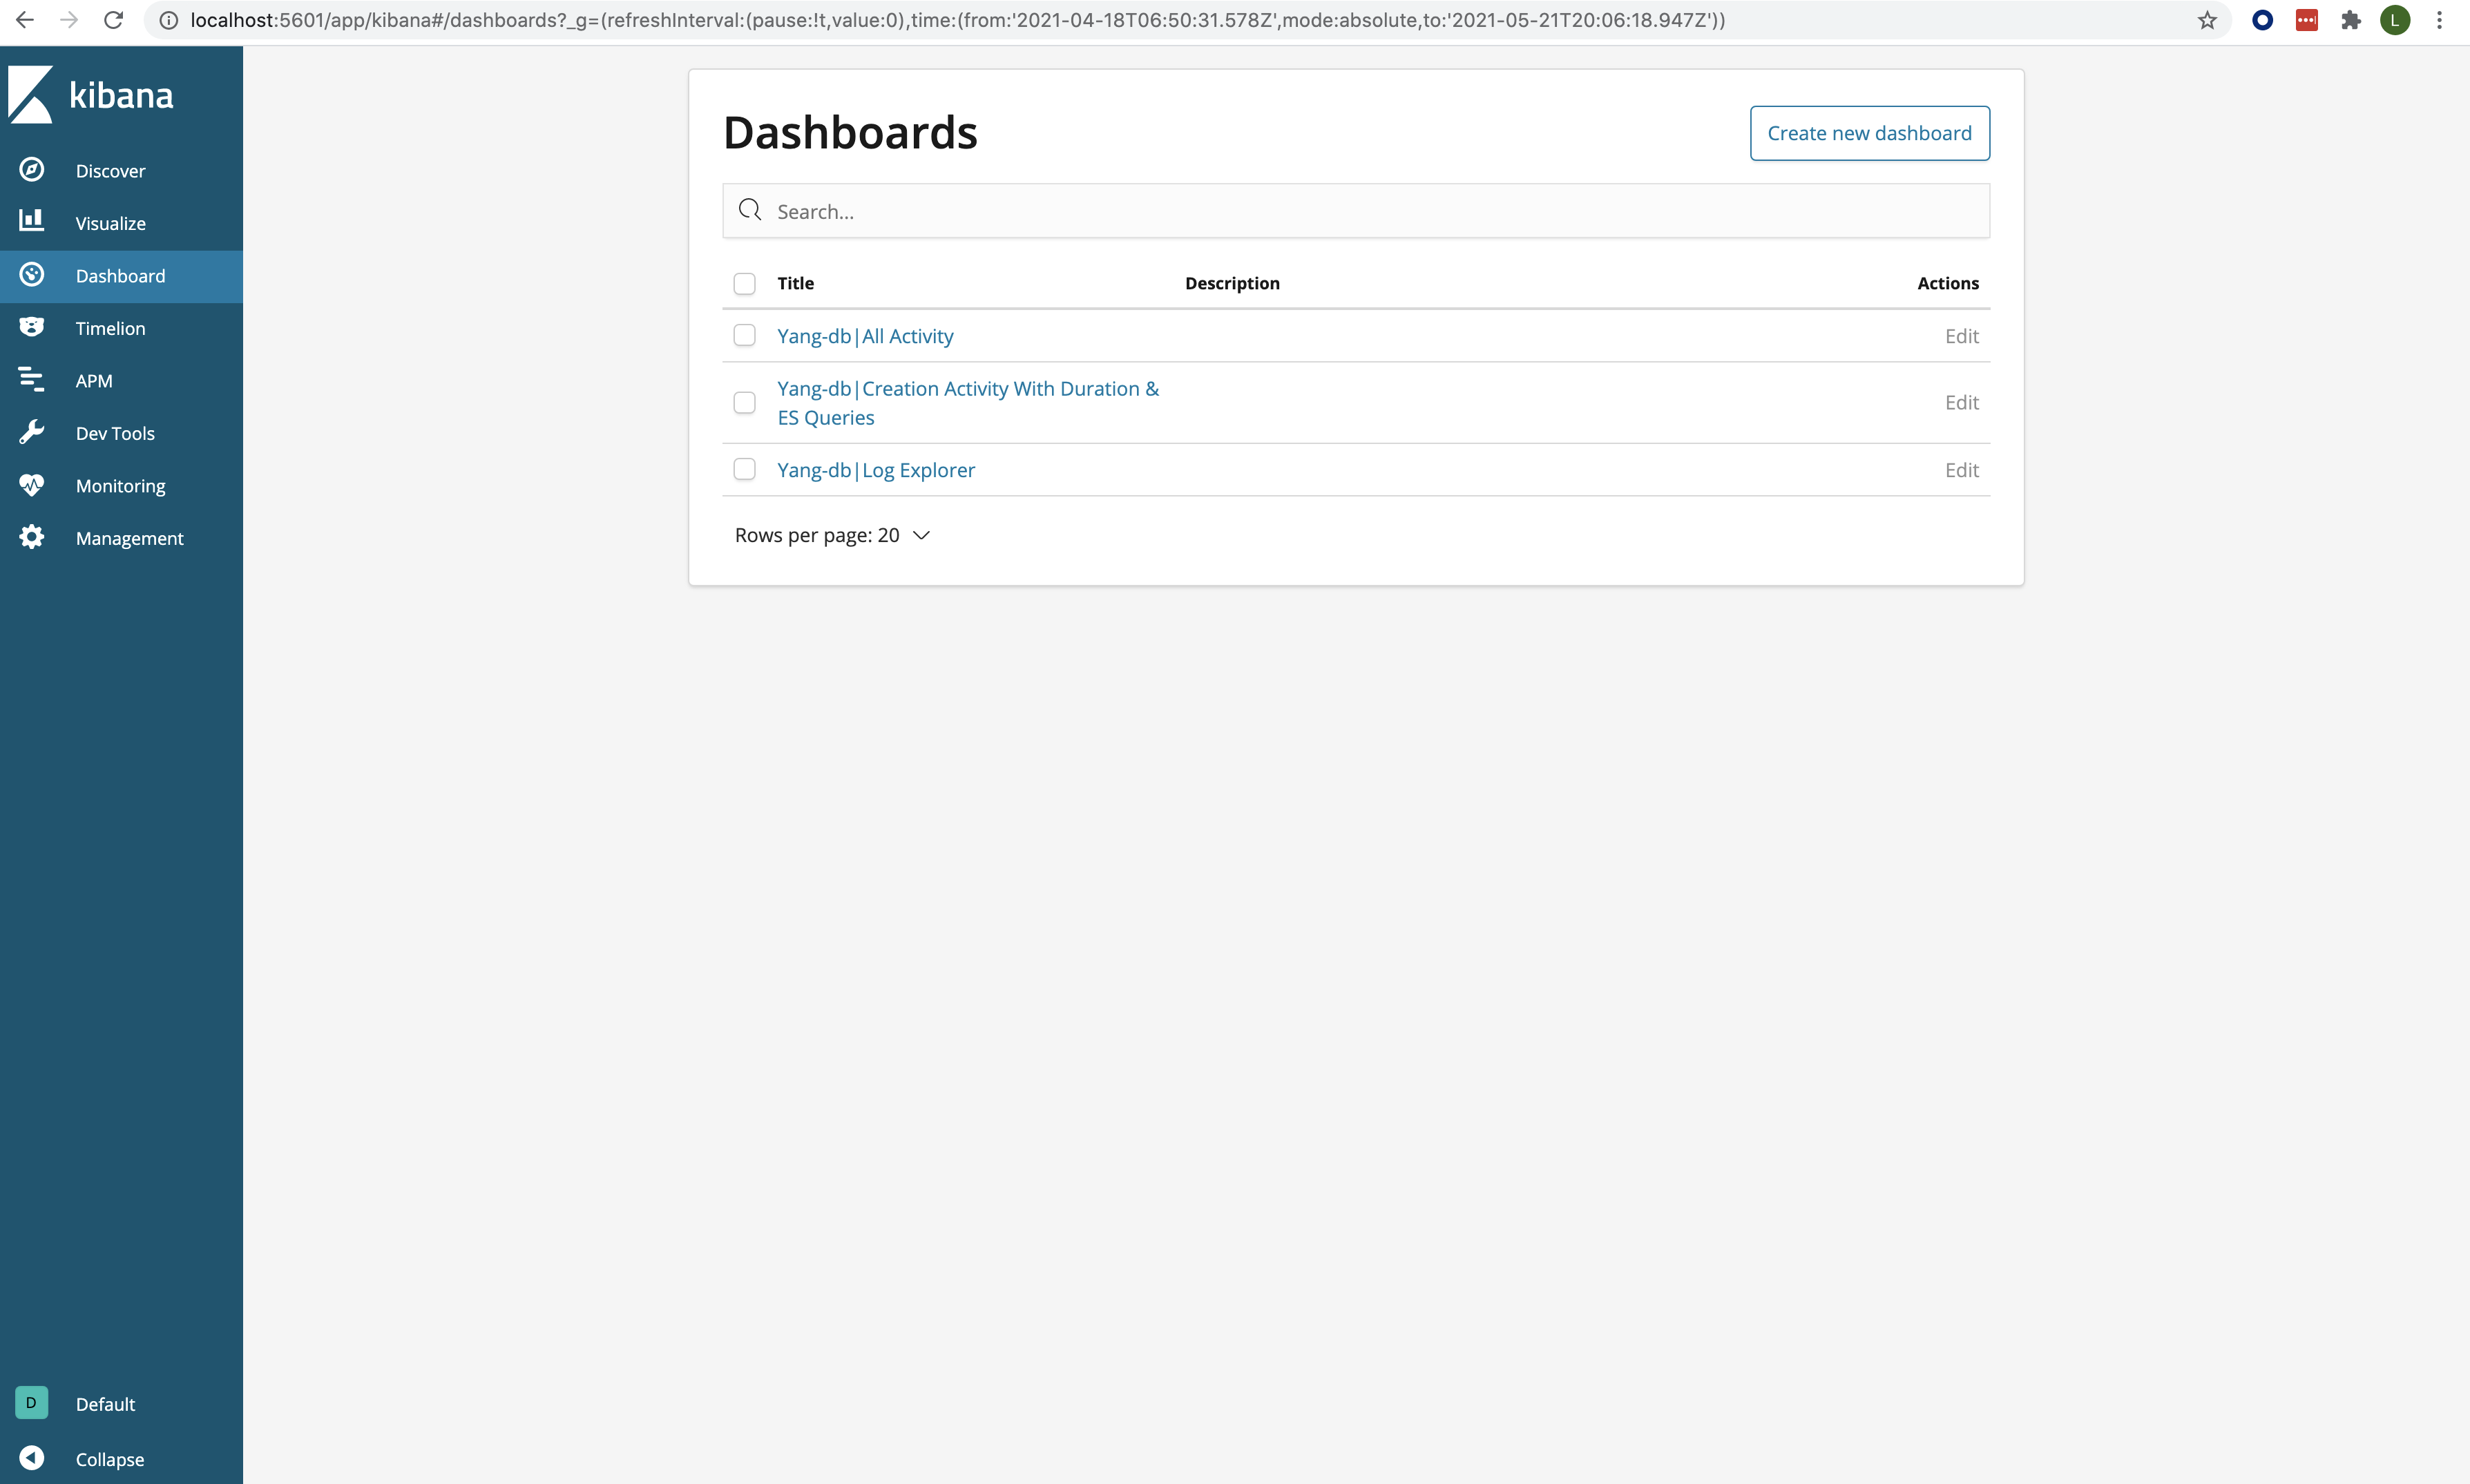 localhost:5601/app/kibana#/dashboards?_g=(refreshInterval:(pause:!t,value:0),time:(from:'2021-04-18T06:50:31.578Z',mode:absolute,to:'2021-05-21T20:06:18.947Z'))
L
kibana
Discover
Visualize
Dashboard
Timelion
APM
Dev Tools
Monitoring
Management
D Default
Collapse
Dashboards
Create new dashboard
Search...
Title Description Actions
Yang-db|All Activity Edit
Yang-db|Creation Activity With Duration &
ES Queries Edit
Yang-db|Log Explorer Edit
Rows per page: 20